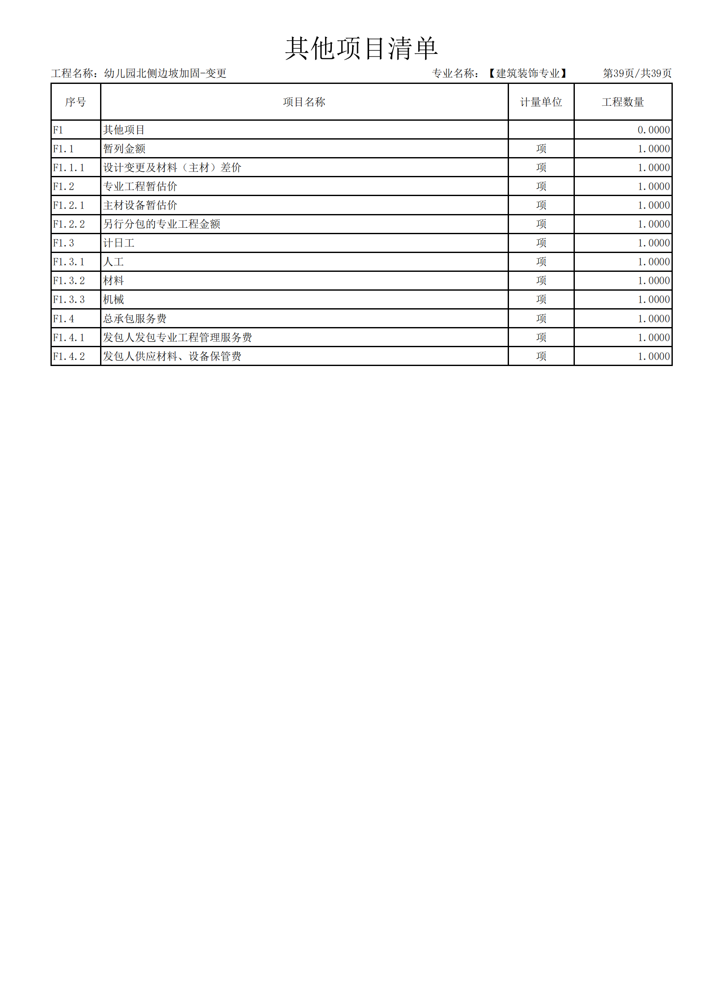 其他项目清单
工程名称：幼儿园北侧边坡加固-变更 专业名称：【建筑装饰专业】 第39页/共39页
序号 项目名称 计量单位 工程数量
F1 其他项目 0.0000
F1.1 暂列金额 项 1.0000
F1.1.1 设计变更及材料（主材）差价 项 1.0000
F1.2 专业工程暂估价 项 1.0000
F1.2.1 主材设备暂估价 项 1.0000
F1.2.2 另行分包的专业工程金额 项 1.0000
F1.3 计日工 项 1.0000
F1.3.1 人工 项 1.0000
F1.3.2 材料 项 1.0000
F1.3.3 机械 项 1.0000
F1.4 总承包服务费 项 1.0000
F1.4.1 发包人发包专业工程管理服务费 项 1.0000
F1.4.2 发包人供应材料、设备保管费 项 1.0000